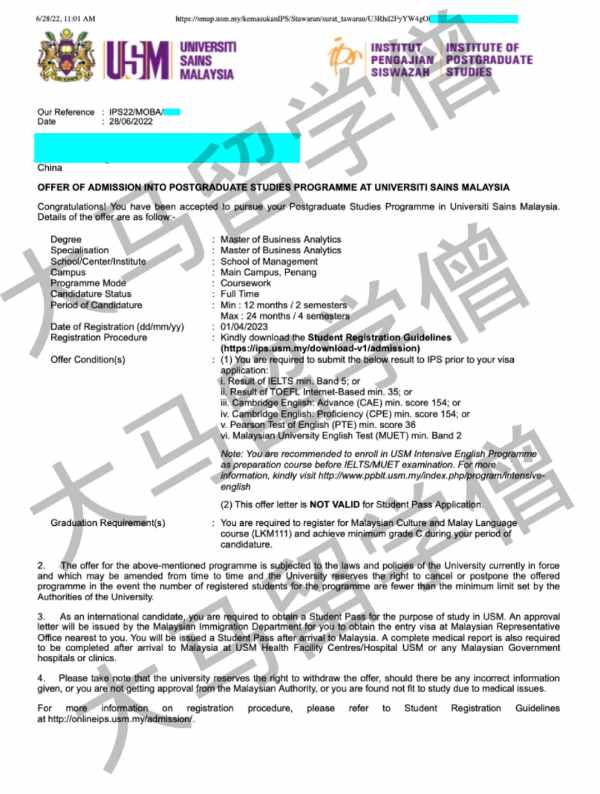 6/28/22, 11:01 AM https://smup.usm.my/kemasukanIPS/Stawaran/surat_tawaran/U3Rhd2FyYW4gO
USM UNIVERSITI SAINS MALAYSIA
INSTITUT PENGAJIAN SISWAZAH
INSTITUTE OF POSTGRADUATE STUDIES
Our Reference : IPS22/MOBA/
Date : 28/06/2022
China
OFFER OF ADMISSION INTO POSTGRADUATE STUDIES PROGRAMME AT UNIVERSITI SAINS MALAYSIA
Congratulations! You have been accepted to pursue your Postgraduate Studies Programme in Universiti Sains Malaysia.
Details of the offer are as follow:-
Degree : Master of Business Analytics
Specialisation : Master of Business Analytics
School/Center/Institute : School of Management
Campus : Main Campus, Penang
Programme Mode : Coursework
Candidature Status : Full Time
Period of Candidature : Min : 12 months / 2 semesters
Max : 24 months / 4 semesters
Date of Registration (dd/mm/yy) : 01/04/2023
Registration Procedure : Kindly download the Student Registration Guidelines
(https://ips.usm.my/download-v1/admission)
Offer Condition(s) : (1) You are required to submit the below result to IPS prior to your visa
application:
i. Result of IELTS min. Band 5; or
ii. Result of TOEFL Internet-Based min. 35; or
iii. Cambridge English: Advance (CAE) min. score 154; or
iv. Cambridge English: Proficiency (CPE) min. score 154; or
v. Pearson Test of English (PTE) min. score 36
vi. Malaysian University English Test (MUET) min. Band 2
Note: You are recommended to enroll in USM Intensive English Programme
as preparation course before IELTS/MUET examination. For more
information, kindly visit http://www.ppblt.usm.my/index.php/program/intensive-
english
(2) This offer letter is NOT VALID for Student Pass Application.
Graduation Requirement(s) : You are required to register for Malaysian Culture and Malay Language
course (LKM111) and achieve minimum grade C during your period of
candidature.
2. The offer for the above-mentioned programme is subjected to the laws and policies of the University currently in force
and which may be amended from time to time and the University reserves the right to cancel or postpone the offered
programme in the event the number of registered students for the programme are fewer than the minimum limit set by the
Authorities of the University.
3. As an international candidate, you are required to obtain a Student Pass for the purpose of study in USM. An approval
letter will be issued by the Malaysian Immigration Department for you to obtain the entry visa at Malaysian Representative
Office nearest to you. You will be issued a Student Pass after arrival to Malaysia. A complete medical report is also required
to be completed after arrival to Malaysia at USM Health Facility Centres/Hospital USM or any Malaysian Government
hospitals or clinics.
4. Please take note that the university reserves the right to withdraw the offer, should there be any incorrect information
given, or you are not getting approval from the Malaysian Authority, or you are found not fit to study due to medical issues.
For more information on registration procedure, please refer to Student Registration Guidelines
at http://onlineips.usm.my/admission/.
大马留学僧
大马留学僧
大马留学僧